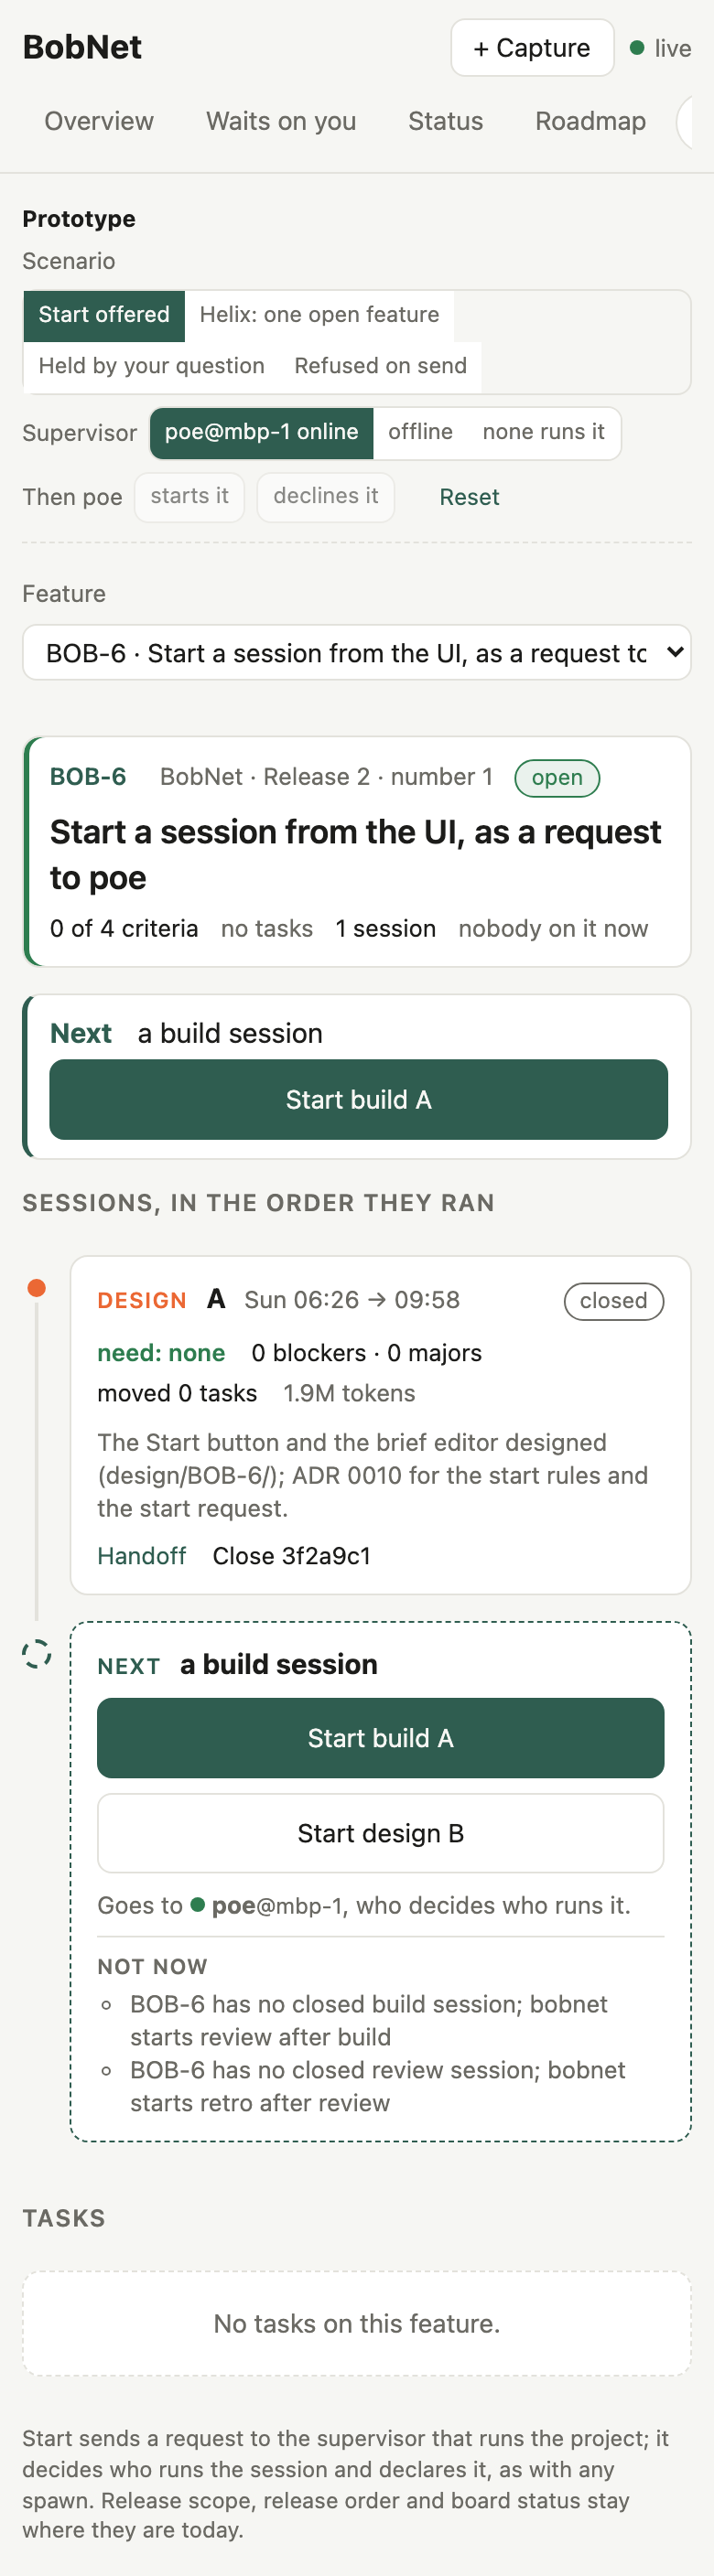 BobNet
+ Capture
live
Overview
Waits on you
Status
Roadmap
Prototype
Scenario
Start offered
Helix: one open feature
Held by your question
Refused on send
Supervisor
poe@mbp-1 online
offline
none runs it
Then poe
starts it
declines it
Reset
Feature
BOB-6 · Start a session from the UI, as a request to
BOB-6 BobNet · Release 2 · number 1 open
Start a session from the UI, as a request
to poe
0 of 4 criteria no tasks 1 session nobody on it now
Next a build session
Start build A
SESSIONS, IN THE ORDER THEY RAN
DESIGN A Sun 06:26 → 09:58 closed
need: none 0 blockers · 0 majors
moved 0 tasks 1.9M tokens
The Start button and the brief editor designed
(design/BOB-6/); ADR 0010 for the start rules and
the start request.
Handoff Close 3f2a9c1
NEXT a build session
Start build A
Start design B
Goes to poe@mbp-1, who decides who runs it.
NOT NOW
BOB-6 has no closed build session; bobnet
starts review after build
BOB-6 has no closed review session; bobnet
starts retro after review
TASKS
No tasks on this feature.
Start sends a request to the supervisor that runs the project; it
decides who runs the session and declares it, as with any
spawn. Release scope, release order and board status stay
where they are today.